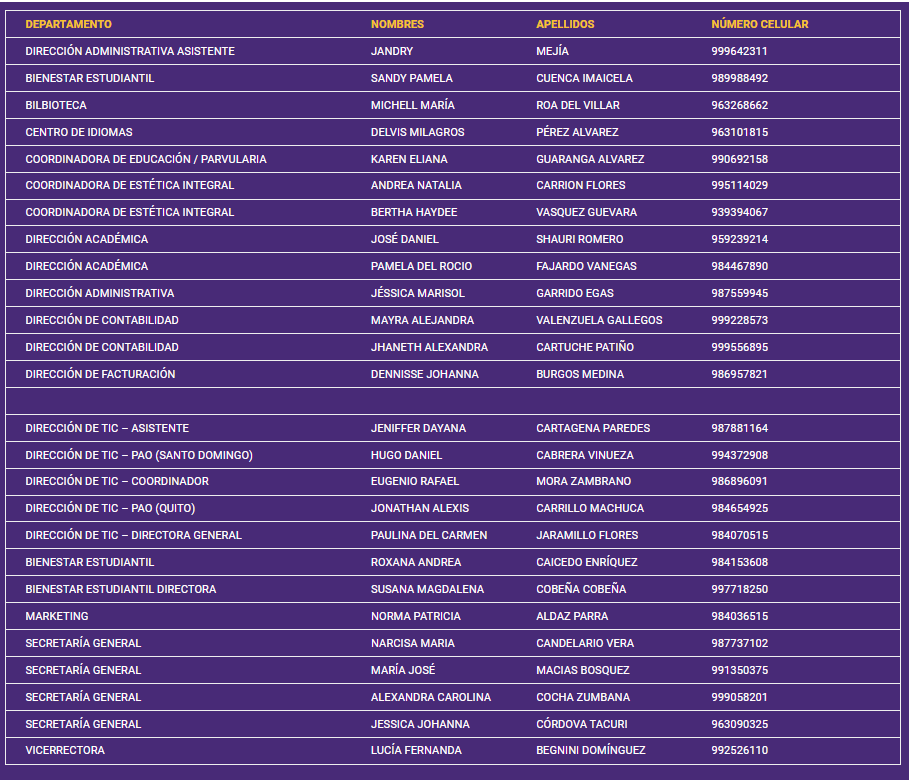 DEPARTAMENTO NOMBRES APELLIDOS NÚMERO CELULAR
DIRECCIÓN ADMINISTRATIVA ASISTENTE JANDRY MEJÍA 999642311
BIENESTAR ESTUDIANTIL SANDY PAMELA CUENCA IMAICELA 989988492
BILBIOTECA MICHELL MARÍA ROA DEL VILLAR 963268662
CENTRO DE IDIOMAS DELVIS MILAGROS PÉREZ ALVAREZ 963101815
COORDINADORA DE EDUCACIÓN / PARVULARIA KAREN ELIANA GUARANGA ALVAREZ 990692158
COORDINADORA DE ESTÉTICA INTEGRAL ANDREA NATALIA CARRION FLORES 995114029
COORDINADORA DE ESTÉTICA INTEGRAL BERTHA HAYDEE VASQUEZ GUEVARA 939394067
DIRECCIÓN ACADÉMICA JOSÉ DANIEL SHAURI ROMERO 959239214
DIRECCIÓN ACADÉMICA PAMELA DEL ROCIO FAJARDO VANEGAS 984467890
DIRECCIÓN ADMINISTRATIVA JÉSSICA MARISOL GARRIDO EGAS 987559945
DIRECCIÓN DE CONTABILIDAD MAYRA ALEJANDRA VALENZUELA GALLEGOS 999228573
DIRECCIÓN DE CONTABILIDAD JHANETH ALEXANDRA CARTUCHE PATIÑO 999556895
DIRECCIÓN DE FACTURACIÓN DENNISSE JOHANNA BURGOS MEDINA 986957821
DIRECCIÓN DE TIC – ASISTENTE JENIFFER DAYANA CARTAGENA PAREDES 987881164
DIRECCIÓN DE TIC – PAO (SANTO DOMINGO) HUGO DANIEL CABRERA VINUEZA 994372908
DIRECCIÓN DE TIC – COORDINADOR EUGENIO RAFAEL MORA ZAMBRANO 986896091
DIRECCIÓN DE TIC – PAO (QUITO) JONATHAN ALEXIS CARRILLO MACHUCA 984654925
DIRECCIÓN DE TIC – DIRECTORA GENERAL PAULINA DEL CARMEN JARAMILLO FLORES 984070515
BIENESTAR ESTUDIANTIL ROXANA ANDREA CAICEDO ENRÍQUEZ 984153608
BIENESTAR ESTUDIANTIL DIRECTORA SUSANA MAGDALENA COBEÑA COBEÑA 997718250
MARKETING NORMA PATRICIA ALDAZ PARRA 984036515
SECRETARÍA GENERAL NARCISA MARIA CANDELARIO VERA 987737102
SECRETARÍA GENERAL MARÍA JOSÉ MACIAS BOSQUEZ 991350375
SECRETARÍA GENERAL ALEXANDRA CAROLINA COCHA ZUMBANA 999058201
SECRETARÍA GENERAL JESSICA JOHANNA CÓRDOVA TACURI 963090325
VICERRECTORA LUCÍA FERNANDA BEGNINI DOMÍNGUEZ 992526110